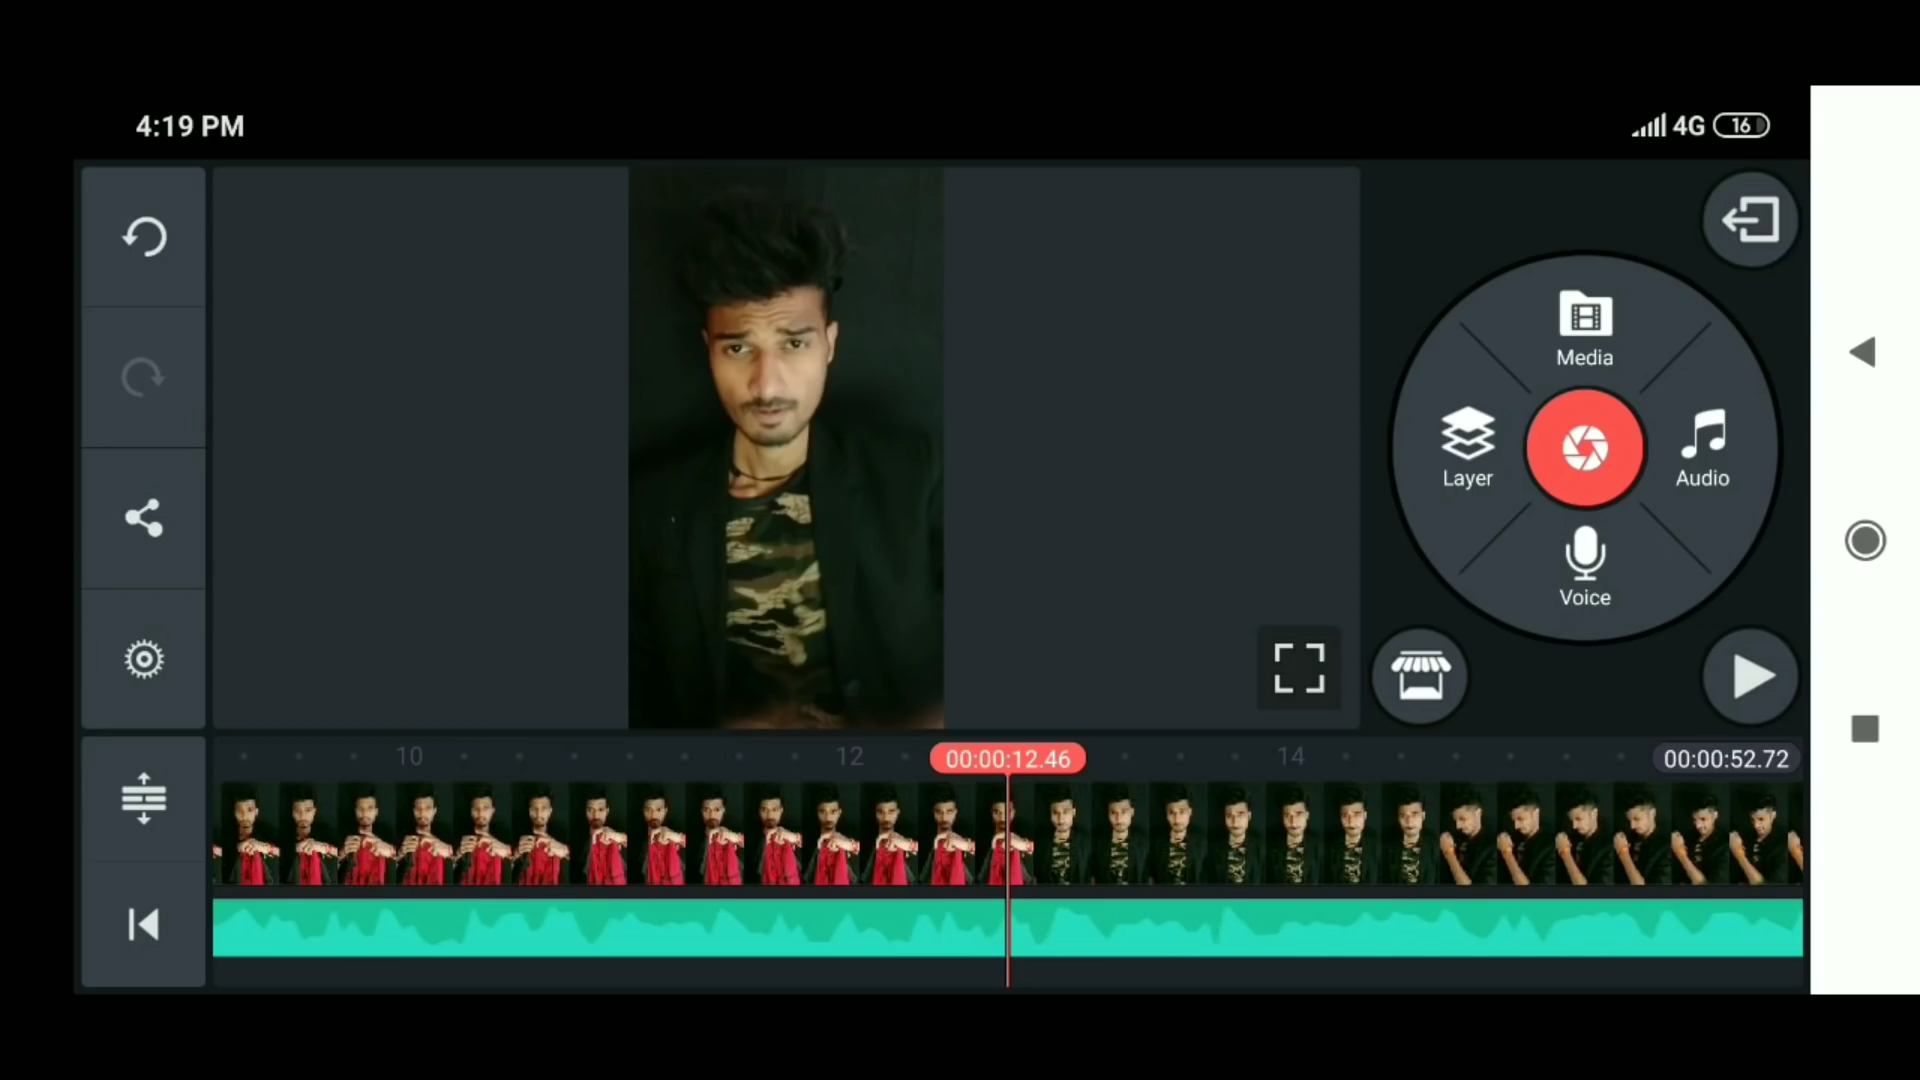 4:19 PM
4G 16
Media
Layer
Audio
Voice
10
12
00:00:12.46
14
00:00:52.72